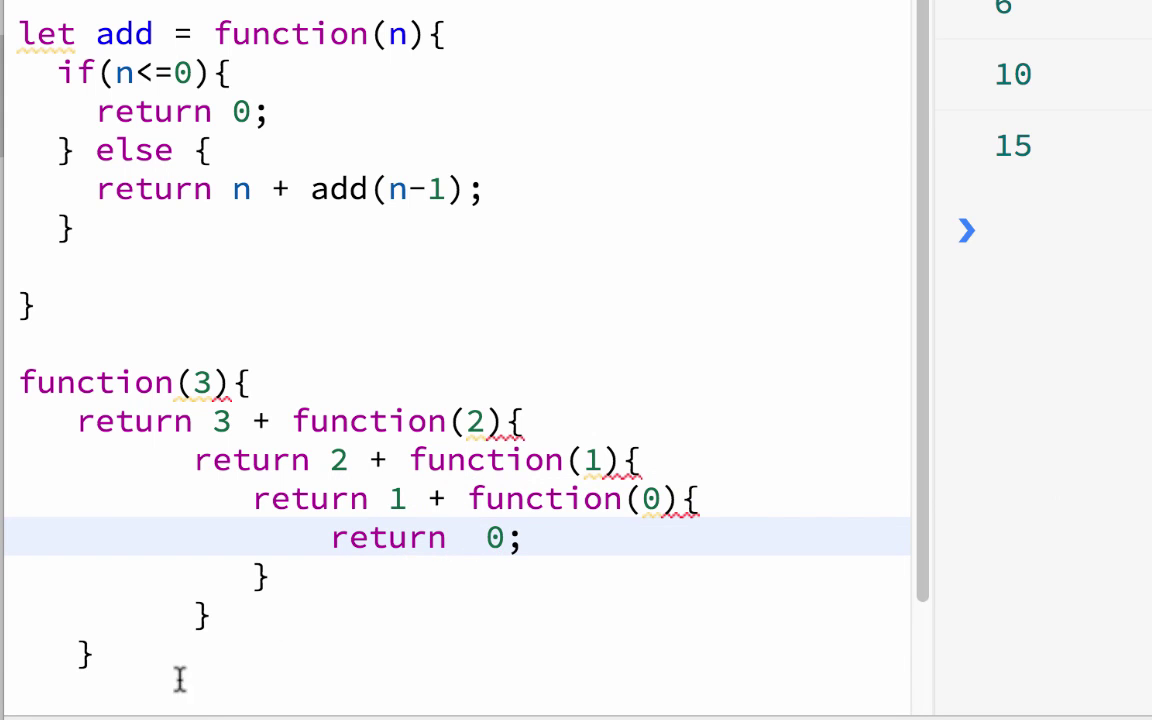 let add = function(n){
if(n<=0){
return 0;
} else {
return n + add(n-1);
}
}
function(3){
return 3 + function(2){
return 2 + function(1){
return 1 + function(0){
return  0;
}
}
}
6
10
15
❯